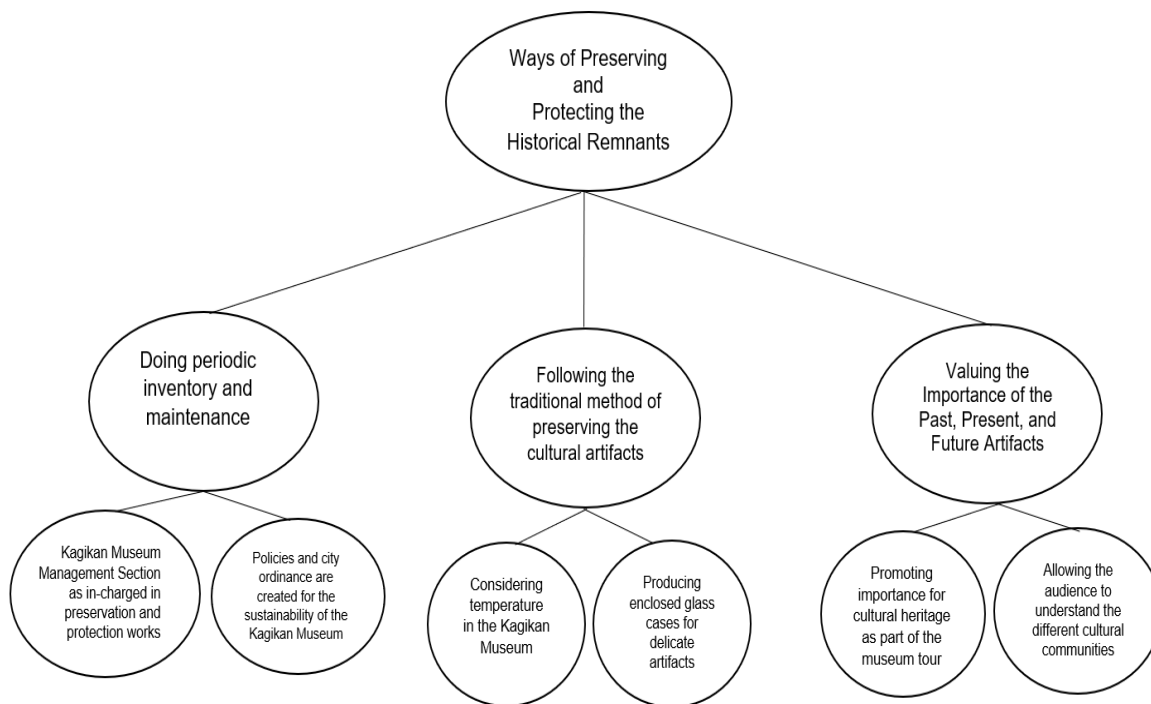 Ways of Preserving
and
Protecting the
Historical Remnants
Doing periodic
inventory and
maintenance
Following the
traditional method of
preserving the
cultural artifacts
Valuing the
Importance of the
Past, Present, and
Future Artifacts
Kagikan Museum
Management Section
as in-charged in
preservation and
protection works
Policies and city
ordinance are
created for the
sustainability of the
Kagikan Museum
Considering
temperature
in the Kagikan
Museum
Producing
enclosed glass
cases for
delicate
artifacts
Promoting
importance for
cultural heritage
as part of the
museum tour
Allowing the
audience to
understand the
different cultural
communities